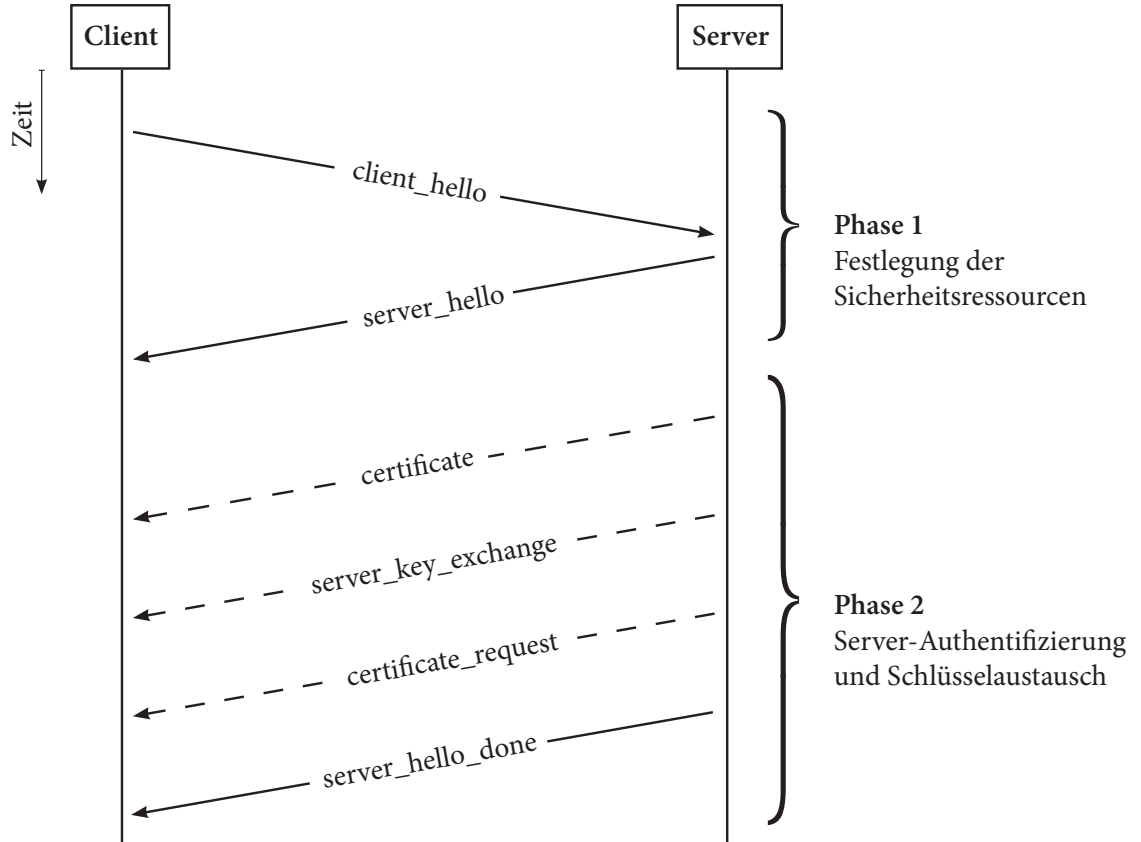 Client
Server
Zeit
client_hello
server_hello
Phase 1
Festlegung der
Sicherheitsressourcen
certificate
server_key_exchange
certificate_request
server_hello_done
Phase 2
Server-Authentifizierung
und Schlüsselaustausch